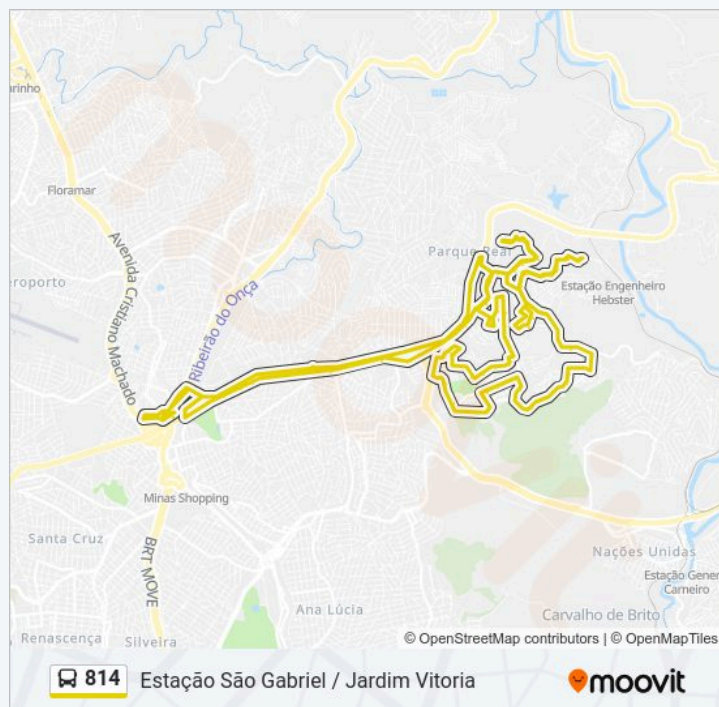 arinho
Floramar
Avenida Cristiano Machado
eroporto
Ribeirão do Onça
Parque Real
Estação Engenheiro
Hebster
Minas Shopping
Santa Cruz
BRT MOVE
Nações Unidas
Estação Gener
Carneiro
Ana Lúcia
Carvalho de Brito
Renascença
Silveira
© OpenStreetMap contributors | © OpenMapTiles
814 Estação São Gabriel / Jardim Vitoria
moovit